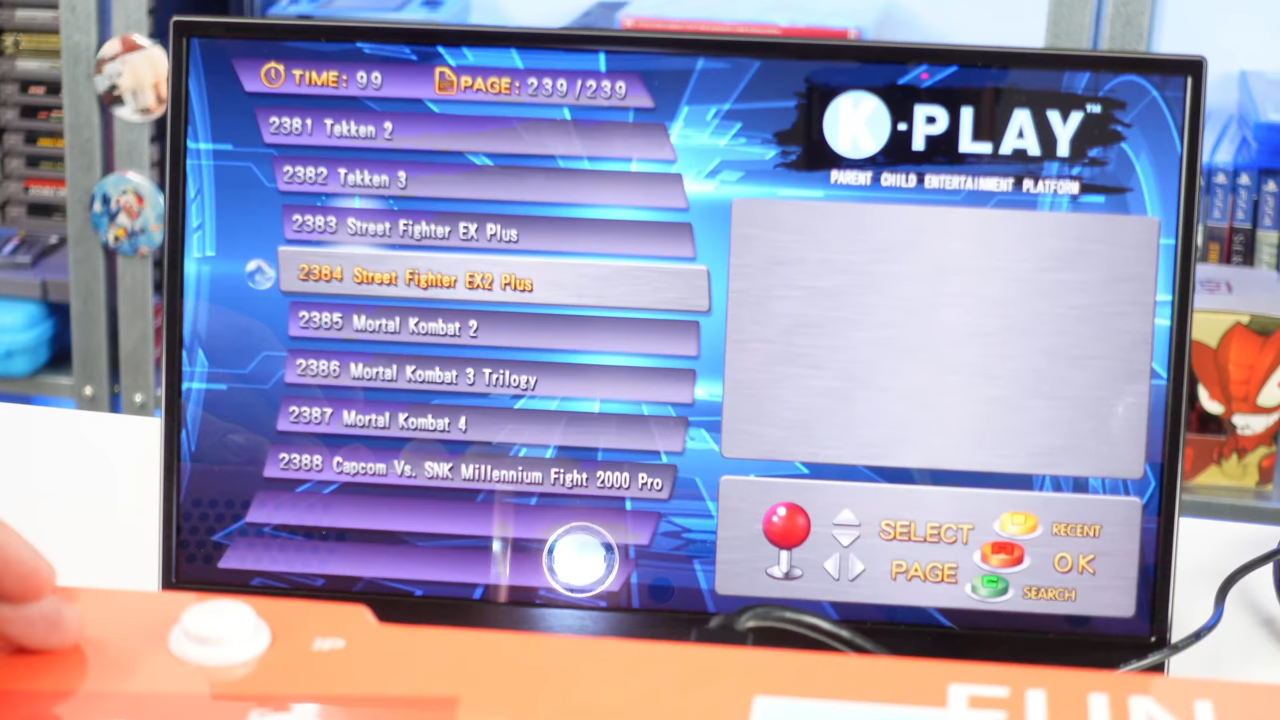 TIME: 99 PAGE: 239/239
2381 Tekken 2
2382 Tekken 3
2383 Street Fighter EX Plus
2384 Street Fighter EX2 Plus
2385 Mortal Kombat 2
2386 Mortal Kombat 3 Trilogy
2387 Mortal Kombat 4
2388 Capcom Vs. SNK Millennium Fight 2000 Pro
K-PLAY™
PARENT CHILD ENTERTAINMENT PLATFORM
SELECT RECENT
OK
PAGE SEARCH
1P
FUN